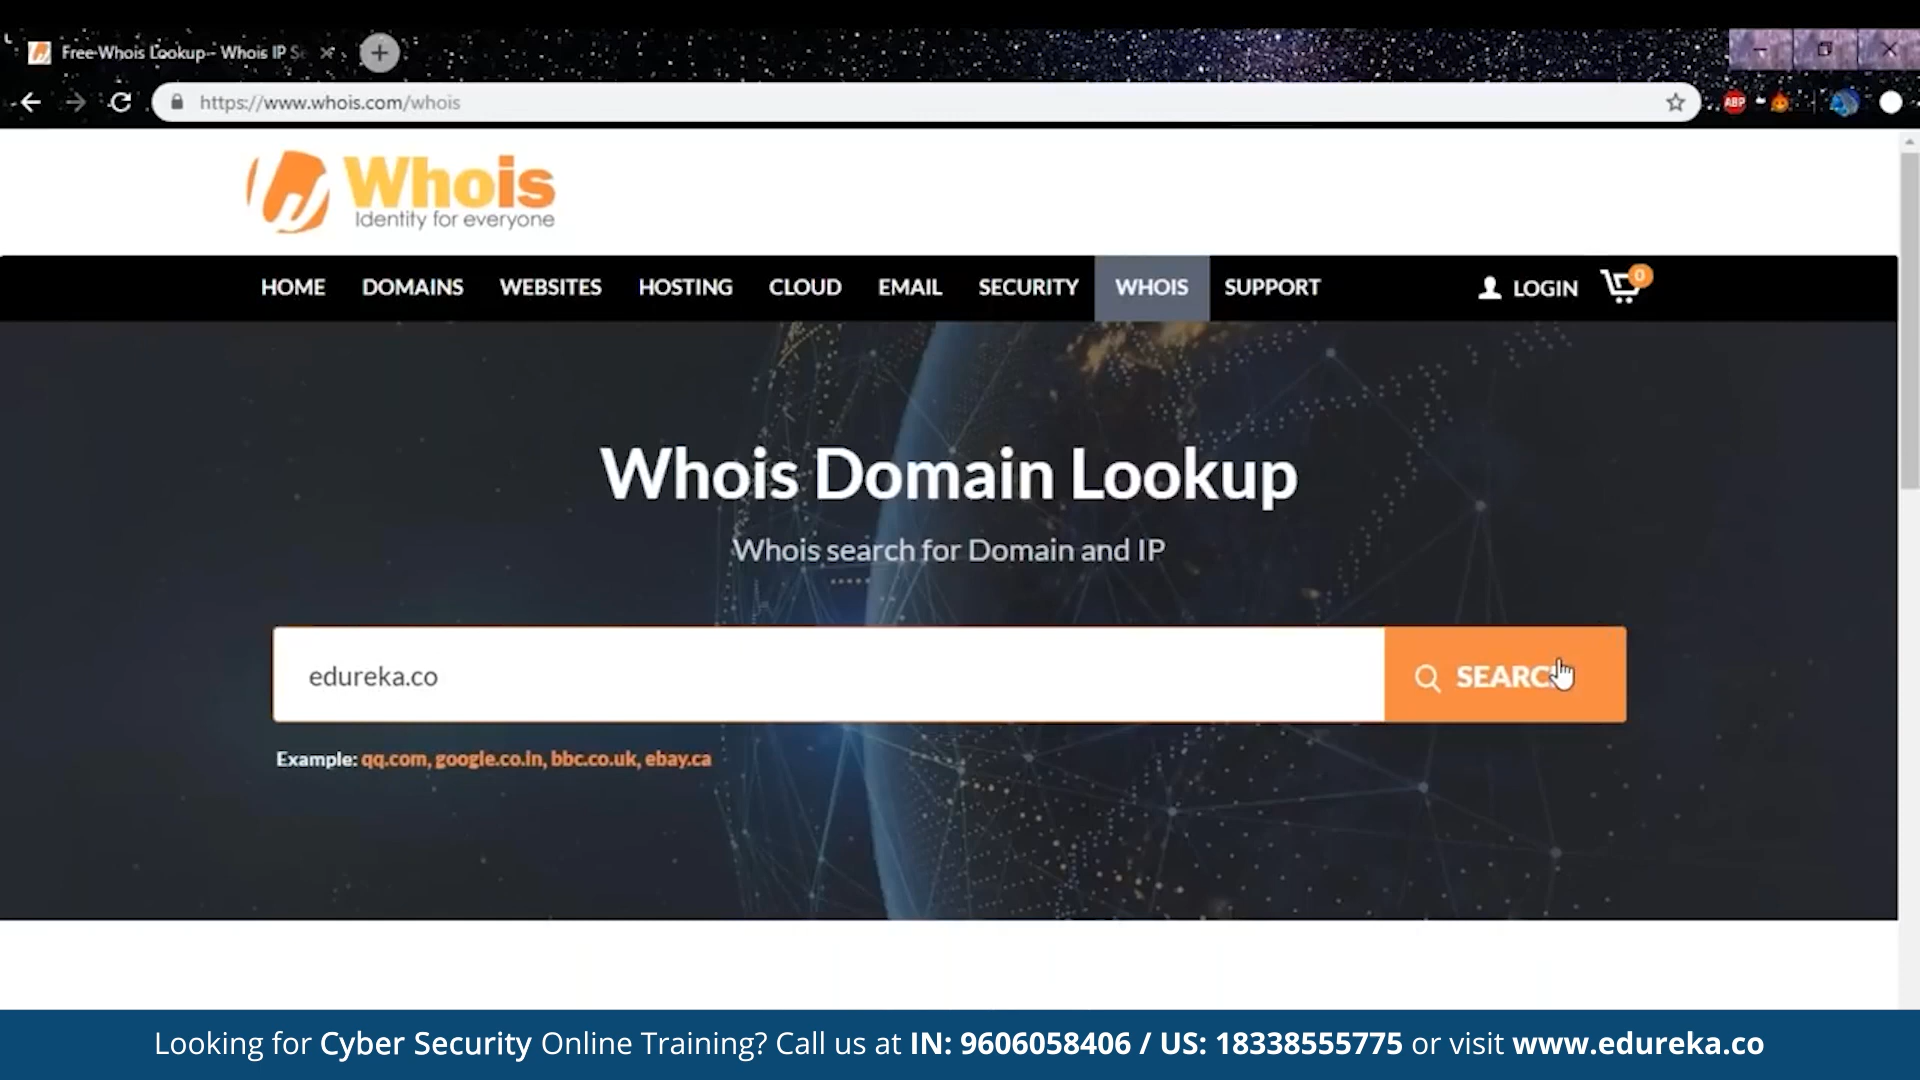 Free Whois Lookup - Whois IP Se
https://www.whois.com/whois
ABP
Whois
Identity for everyone
HOME DOMAINS WEBSITES HOSTING CLOUD EMAIL SECURITY WHOIS SUPPORT LOGIN 0
Whois Domain Lookup
Whois search for Domain and IP
edureka.co SEARCH
Example: qq.com, google.co.in, bbc.co.uk, ebay.ca
Looking for Cyber Security Online Training? Call us at IN: 9606058406 / US: 18338555775 or visit www.edureka.co